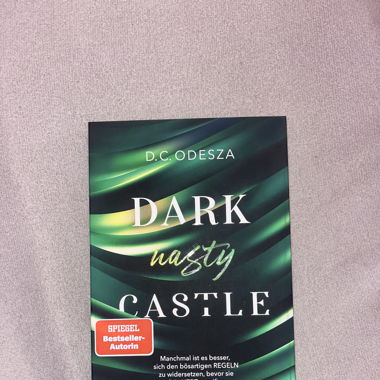 D.C. ODESZA
DARK
nasty
CASTLE
SPIEGEL
Bestseller-
Autorin
Manchmal ist es besser,
sich den bösartigen REGELN
zu widersetzen, bevor sie